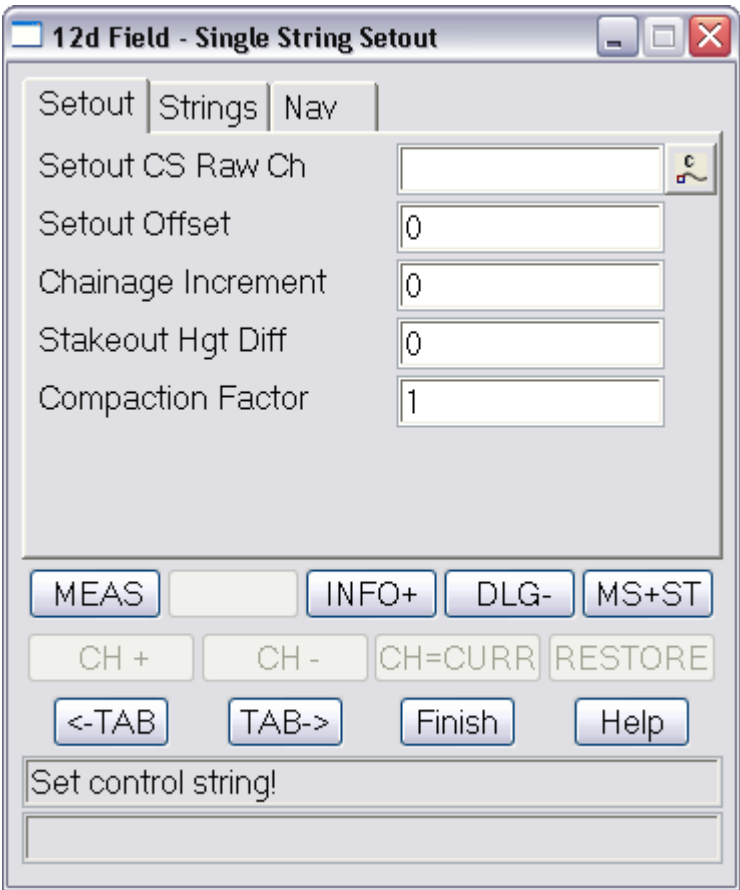 12d Field - Single String Setout
Setout Strings Nav
Setout CS Raw Ch c
Setout Offset 0
Chainage Increment 0
Stakeout Hgt Diff 0
Compaction Factor 1
MEAS INFO+ DLG- MS+ST
CH + CH - CH=CURR RESTORE
<-TAB TAB-> Finish Help
Set control string!